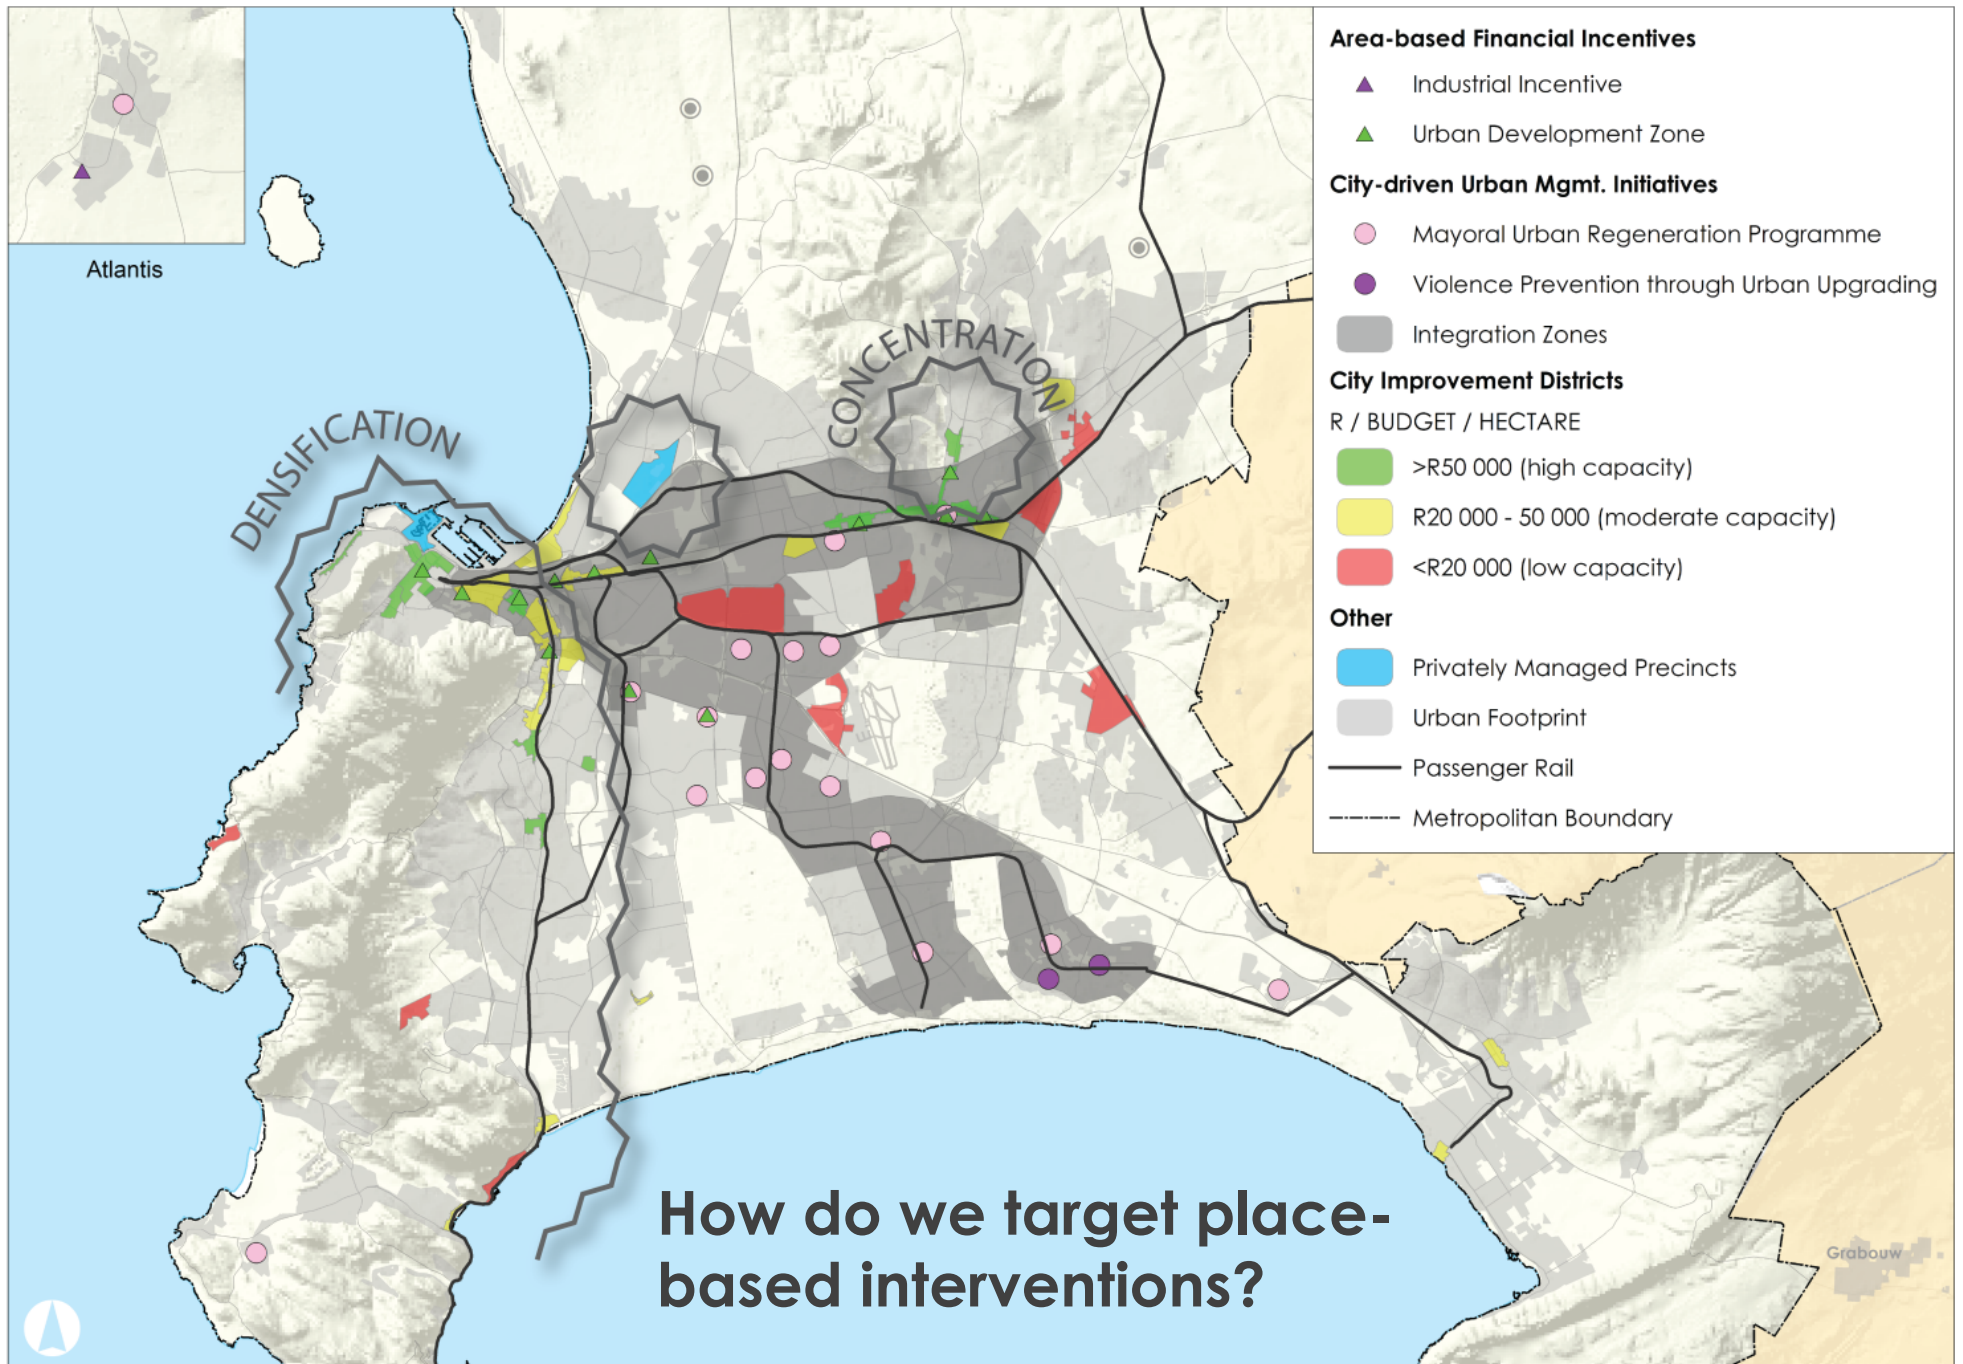 Atlantis
DENSIFICATION
CONCENTRATION
Area-based Financial Incentives
Industrial Incentive
Urban Development Zone
City-driven Urban Mgmt. Initiatives
Mayoral Urban Regeneration Programme
Violence Prevention through Urban Upgrading
Integration Zones
City Improvement Districts
R / BUDGET / HECTARE
>R50 000 (high capacity)
R20 000 - 50 000 (moderate capacity)
<R20 000 (low capacity)
Other
Privately Managed Precincts
Urban Footprint
Passenger Rail
Metropolitan Boundary
Grabouw
How do we target place-
based interventions?